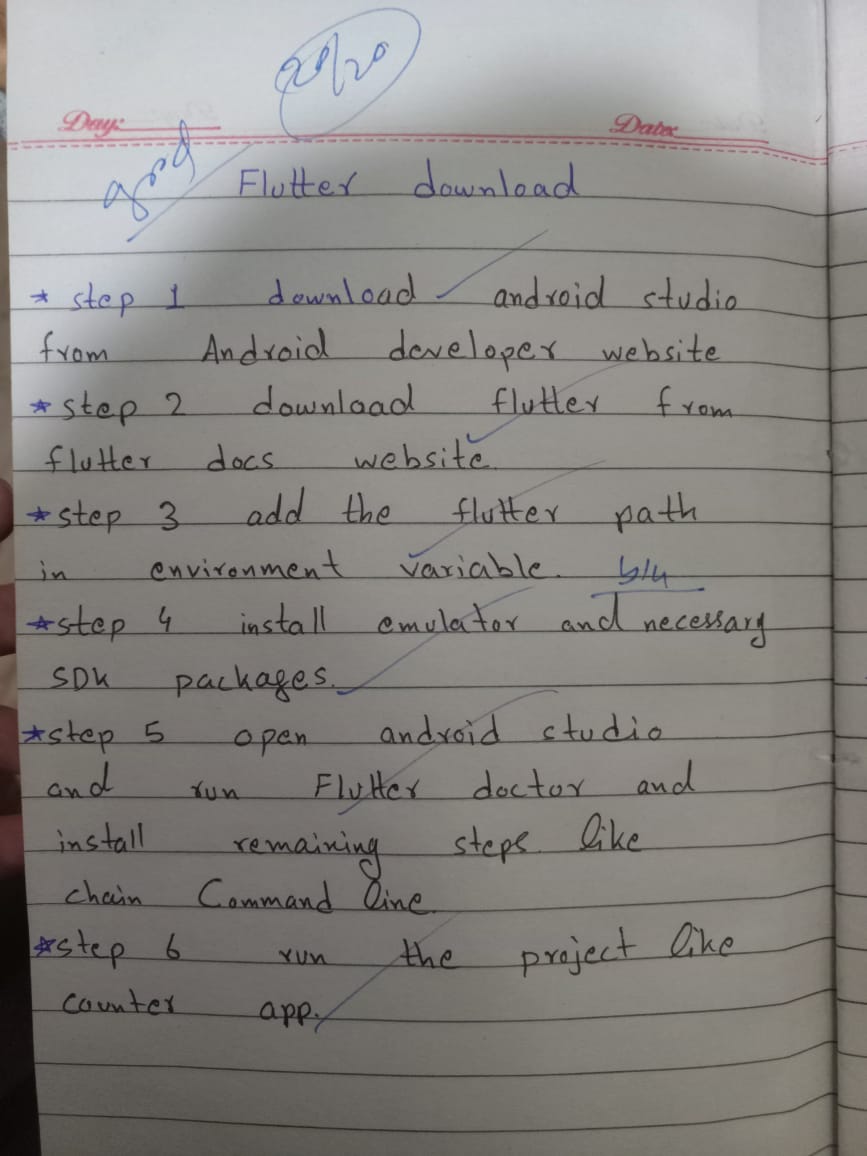 20/20
Day:
Date:
good
Flutter download
* step 1 download android studio
from Android developer website
* step 2 download flutter from
flutter docs website.
* step 3 add the flutter path
in environment variable.
* step 4 install emulator and necessary
SDK packages.
* step 5 open android studio
and run Flutter doctor and
install remaining steps like
chain Command line.
* step 6 run the project like
counter app.